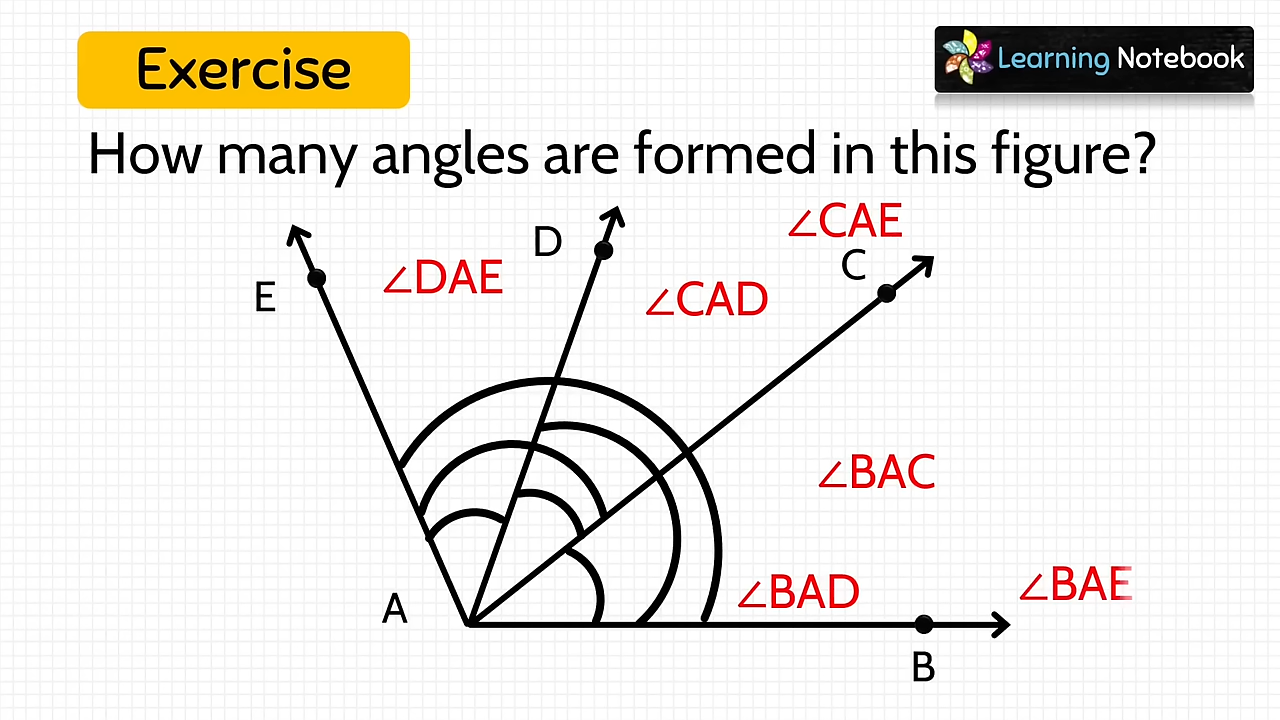 Exercise
Learning Notebook
How many angles are formed in this figure?
∠CAE
D
C
∠DAE
E
∠CAD
∠BAC
∠BAD
∠BAE
A
B